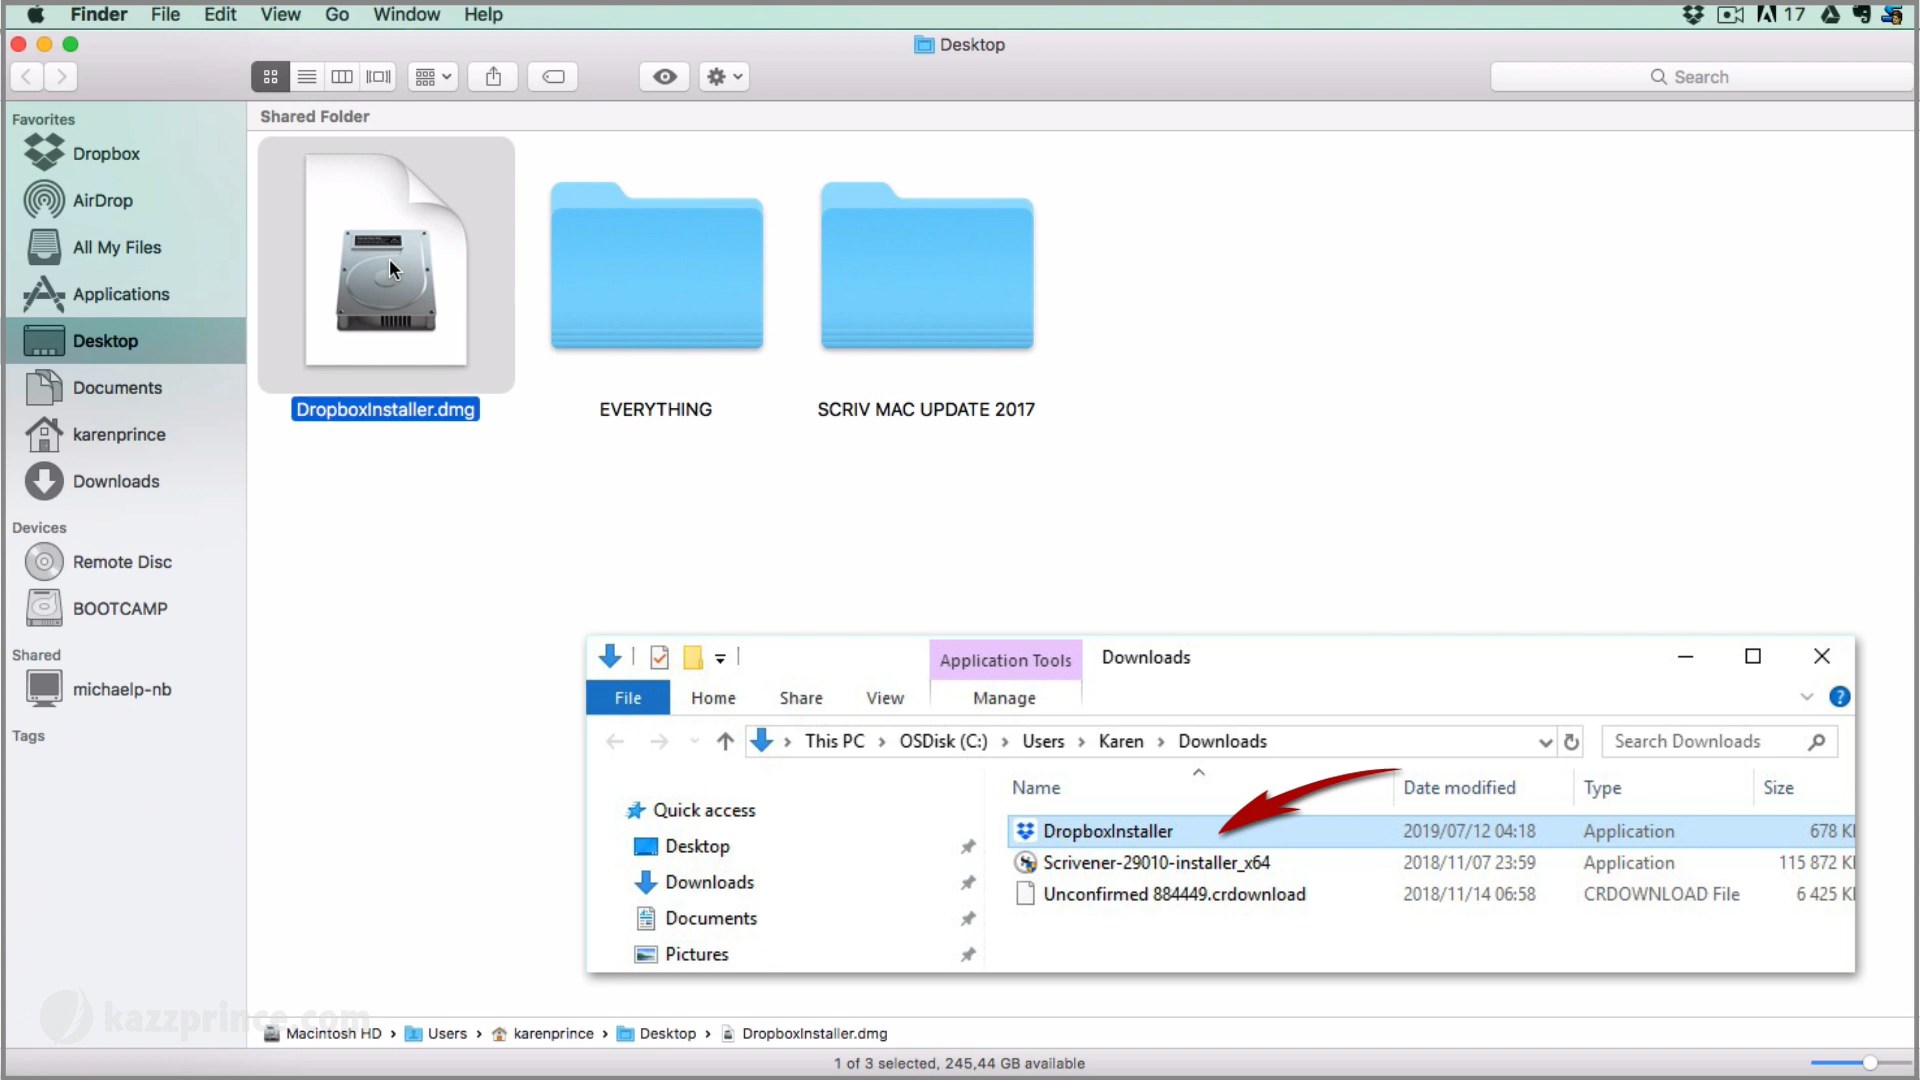 Finder File Edit View Go Window Help 17
Desktop
Search
Favorites
Dropbox
AirDrop
All My Files
Applications
Desktop
Documents
karenprince
Downloads
Devices
Remote Disc
BOOTCAMP
Shared
michaelp-nb
Tags
Shared Folder
DropboxInstaller.dmg
EVERYTHING
SCRIV MAC UPDATE 2017
Application Tools
Downloads
File Home Share View Manage
?
This PC › OSDisk (C:) › Users › Karen › Downloads
Search Downloads
Quick access
Desktop
Downloads
Documents
Pictures
Name Date modified Type Size
DropboxInstaller 2019/07/12 04:18 Application 678 K
Scrivener-29010-installer_x64 2018/11/07 23:59 Application 115 872 K
Unconfirmed 884449.crdownload 2018/11/14 06:58 CRDOWNLOAD File 6 425 K
kazzprince.com
Macintosh HD › Users › karenprince › Desktop › DropboxInstaller.dmg
1 of 3 selected, 245,44 GB available